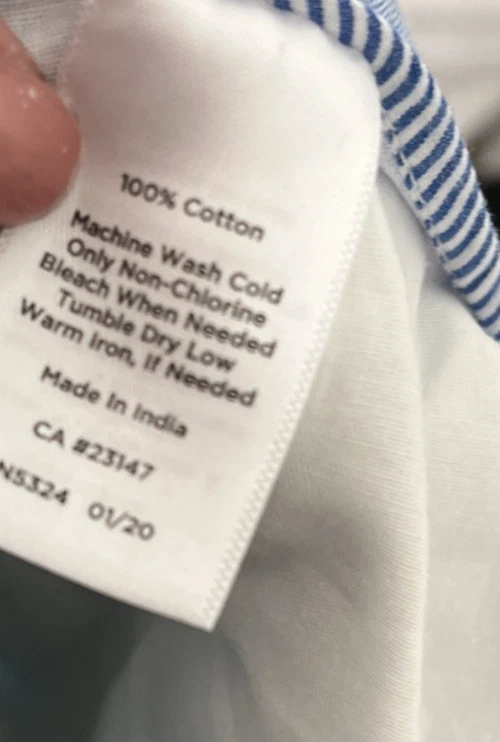 100% Cotton
Machine Wash Cold
Only Non-Chlorine
Bleach When Needed
Tumble Dry Low
Warm Iron, If Needed
Made In India
CA #23147
N5324 01/20